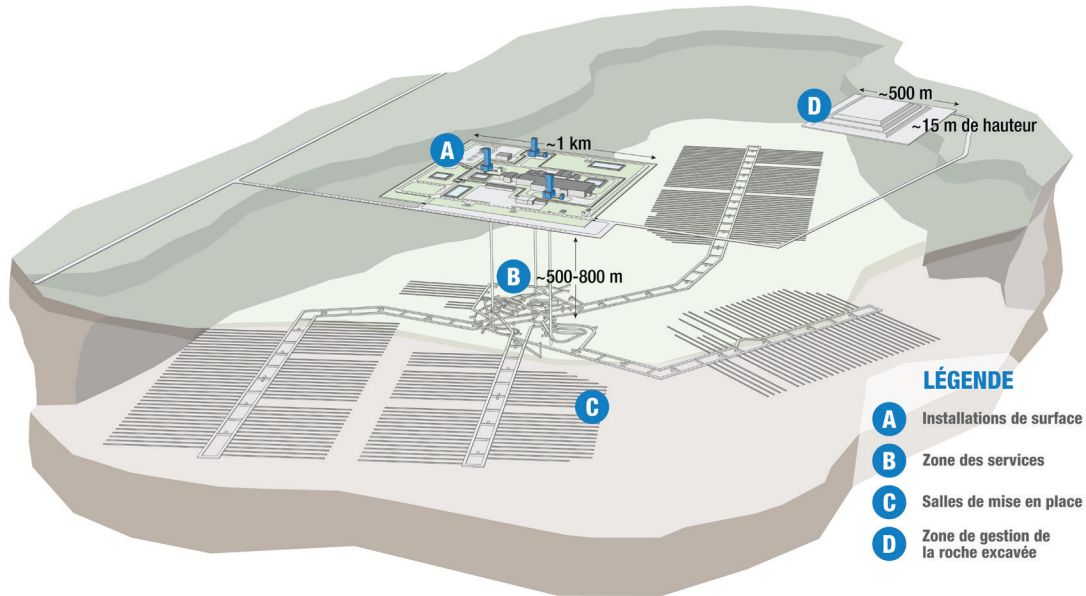 D
~500 m
~15 m de hauteur
A
~1 km
B
~500-800 m
C
LÉGENDE
A Installations de surface
B Zone des services
C Salles de mise en place
D Zone de gestion de
la roche excavée